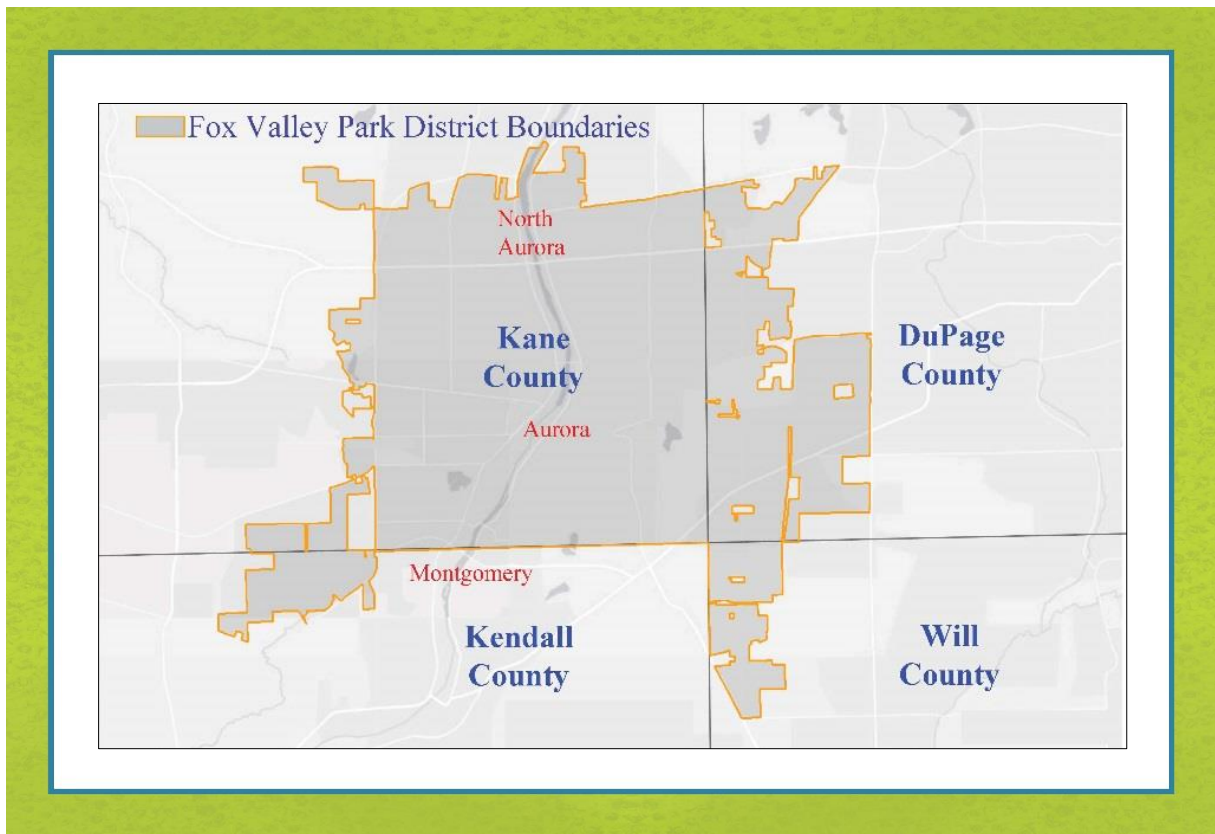 Fox Valley Park District Boundaries
North
Aurora
Kane
County
DuPage
County
Aurora
Montgomery
Kendall
County
Will
County